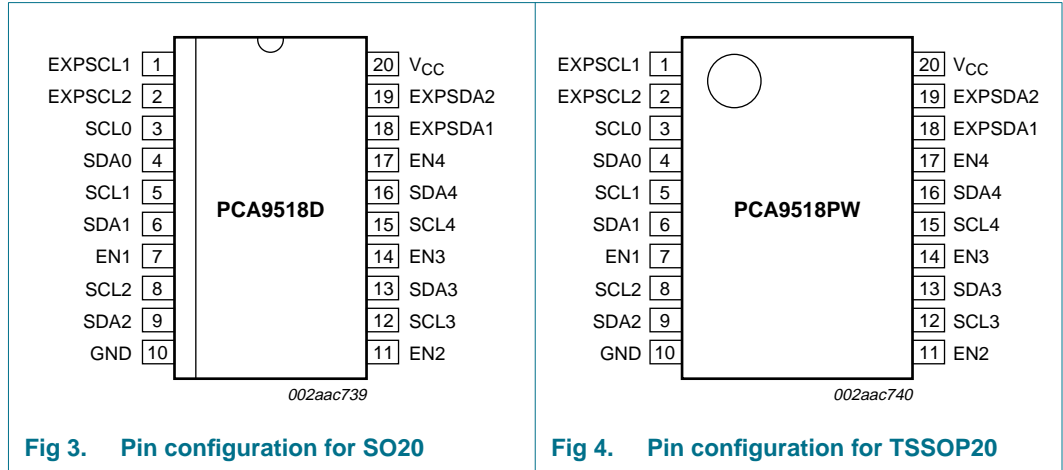 EXPSCL1 1
EXPSCL2 2
SCL0 3
SDA0 4
SCL1 5
SDA1 6
EN1 7
SCL2 8
SDA2 9
GND 10
PCA9518D
20 VCC
19 EXPSDA2
18 EXPSDA1
17 EN4
16 SDA4
15 SCL4
14 EN3
13 SDA3
12 SCL3
11 EN2
002aac739
Fig 3. Pin configuration for SO20
EXPSCL1 1
EXPSCL2 2
SCL0 3
SDA0 4
SCL1 5
SDA1 6
EN1 7
SCL2 8
SDA2 9
GND 10
PCA9518PW
20 VCC
19 EXPSDA2
18 EXPSDA1
17 EN4
16 SDA4
15 SCL4
14 EN3
13 SDA3
12 SCL3
11 EN2
002aac740
Fig 4. Pin configuration for TSSOP20